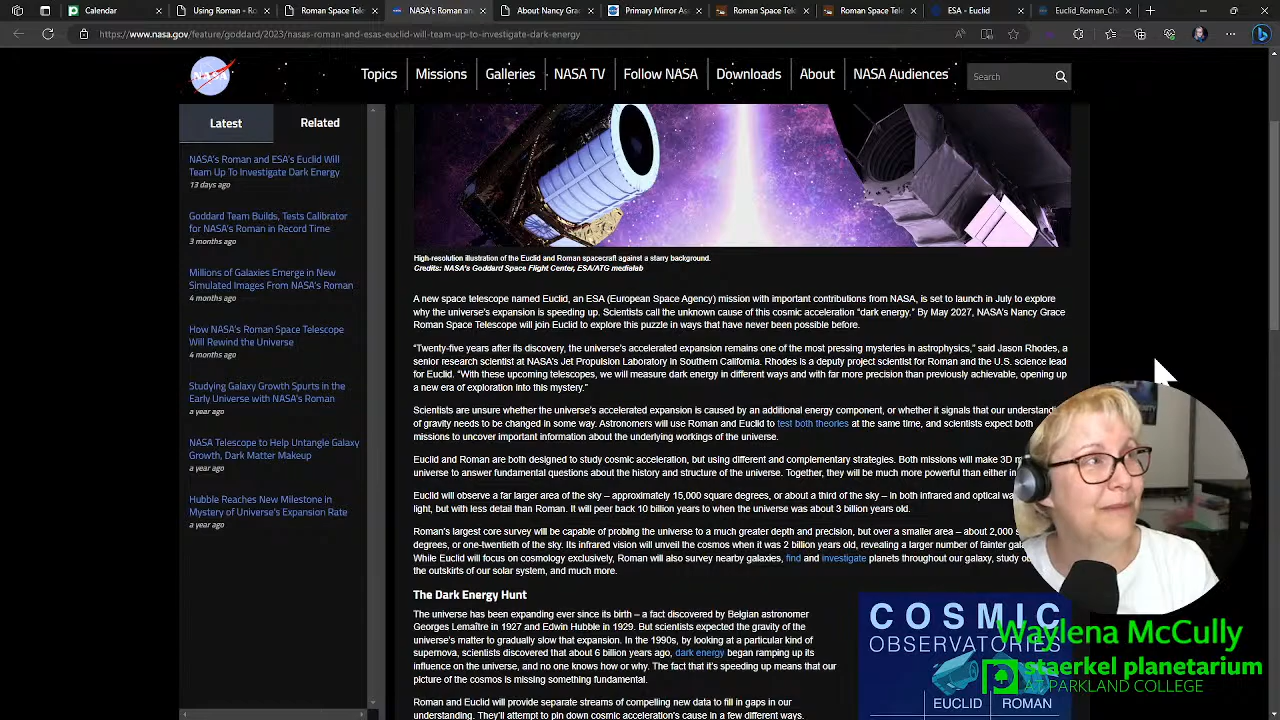 Calendar
Using Roman - Ro
Roman Space Tele
NASA's Roman an
About Nancy Grac
Primary Mirror Ass
Roman Space Tele
Roman Space Tele
ESA - Euclid
Euclid_Roman_Cha
https://www.nasa.gov/feature/goddard/2023/nasas-roman-and-esas-euclid-will-team-up-to-investigate-dark-energy
NASA
Topics
Missions
Galleries
NASA TV
Follow NASA
Downloads
About
NASA Audiences
Search
Latest
Related
NASA's Roman and ESA's Euclid Will
Team Up To Investigate Dark Energy
13 days ago
Goddard Team Builds, Tests Calibrator
for NASA's Roman in Record Time
3 months ago
Millions of Galaxies Emerge in New
Simulated Images From NASA's Roman
4 months ago
How NASA's Roman Space Telescope
Will Rewind the Universe
4 months ago
Studying Galaxy Growth Spurts in the
Early Universe with NASA's Roman
a year ago
NASA Telescope to Help Untangle Galaxy
Growth, Dark Matter Makeup
a year ago
Hubble Reaches New Milestone in
Mystery of Universe's Expansion Rate
a year ago
High-resolution illustration of the Euclid and Roman spacecraft against a starry background.
Credits: NASA's Goddard Space Flight Center, ESA/ATG medialab
A new space telescope named Euclid, an ESA (European Space Agency) mission with important contributions from NASA, is set to launch in July to explore
why the universe's expansion is speeding up. Scientists call the unknown cause of this cosmic acceleration "dark energy." By May 2027, NASA's Nancy Grace
Roman Space Telescope will join Euclid to explore this puzzle in ways that have never been possible before.
"Twenty-five years after its discovery, the universe's accelerated expansion remains one of the most pressing mysteries in astrophysics," said Jason Rhodes, a
senior research scientist at NASA's Jet Propulsion Laboratory in Southern California. Rhodes is a deputy project scientist for Roman and the U.S. science lead
for Euclid. "With these upcoming telescopes, we will measure dark energy in different ways and with far more precision than previously achievable, opening up
a new era of exploration into this mystery."
Scientists are unsure whether the universe's accelerated expansion is caused by an additional energy component, or whether it signals that our understandi
of gravity needs to be changed in some way. Astronomers will use Roman and Euclid to test both theories at the same time, and scientists expect both
missions to uncover important information about the underlying workings of the universe.
Euclid and Roman are both designed to study cosmic acceleration, but using different and complementary strategies. Both missions will make 3D m
universe to answer fundamental questions about the history and structure of the universe. Together, they will be much more powerful than either in
Euclid will observe a far larger area of the sky – approximately 15,000 square degrees, or about a third of the sky – in both infrared and optical wa
light, but with less detail than Roman. It will peer back 10 billion years to when the universe was about 3 billion years old.
Roman's largest core survey will be capable of probing the universe to a much greater depth and precision, but over a smaller area – about 2,000 s
degrees, or one-twentieth of the sky. Its infrared vision will unveil the cosmos when it was 2 billion years old, revealing a larger number of fainter gala
While Euclid will focus on cosmology exclusively, Roman will also survey nearby galaxies, find and investigate planets throughout our galaxy, study o
the outskirts of our solar system, and much more.
The Dark Energy Hunt
The universe has been expanding ever since its birth – a fact discovered by Belgian astronomer
Georges Lemaître in 1927 and Edwin Hubble in 1929. But scientists expected the gravity of the
universe's matter to gradually slow that expansion. In the 1990s, by looking at a particular kind of
supernova, scientists discovered that about 6 billion years ago, dark energy began ramping up its
influence on the universe, and no one knows how or why. The fact that it's speeding up means that our
picture of the cosmos is missing something fundamental.
Roman and Euclid will provide separate streams of compelling new data to fill in gaps in our
understanding. They'll attempt to pin down cosmic acceleration's cause in a few different ways.
COSMIC
OBSERVATORIES
EUCLID
ROMAN
Waylena McCully
staerkel planetarium
AT PARKLAND COLLEGE